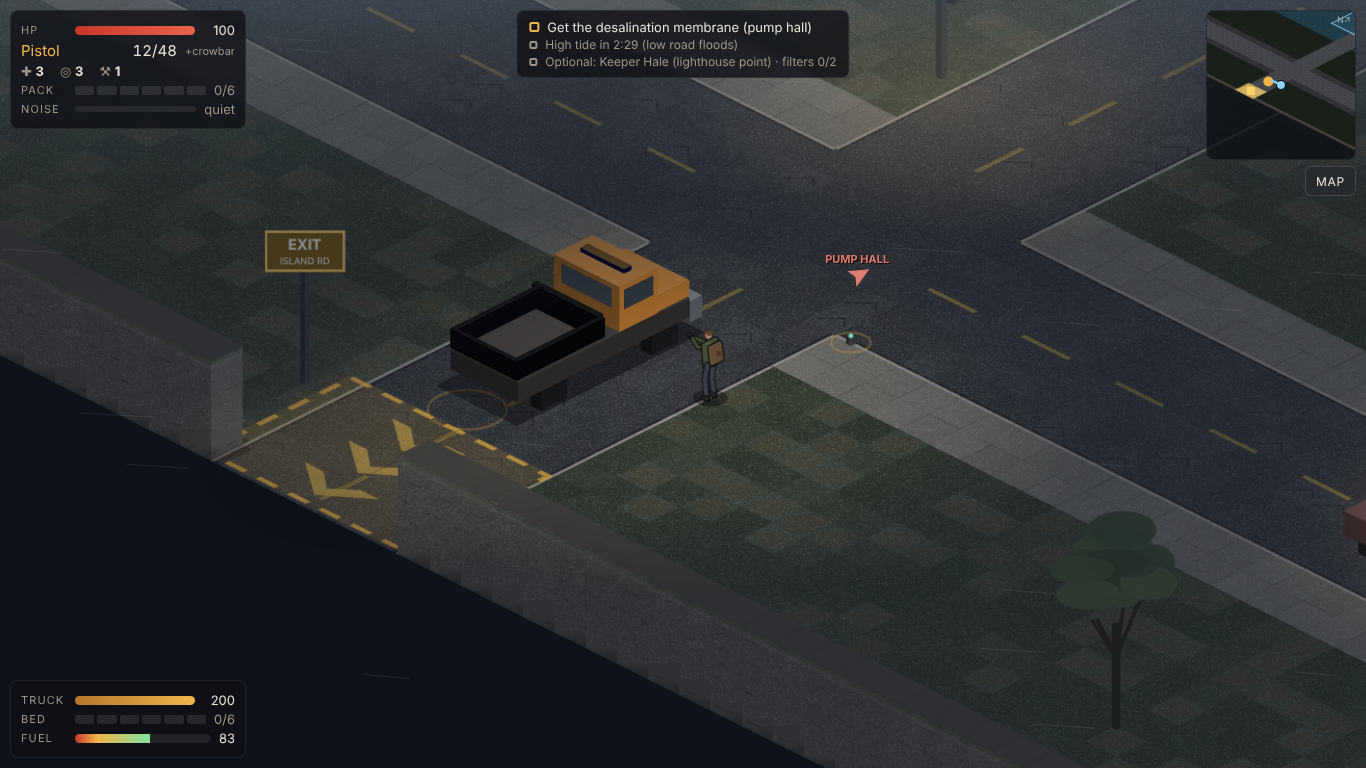 HP 100
Pistol 12/48 +crowbar
3 3 1
PACK 0/6
NOISE quiet
Get the desalination membrane (pump hall)
High tide in 2:29 (low road floods)
Optional: Keeper Hale (lighthouse point) · filters 0/2
N
MAP
EXIT
ISLAND RD
PUMP HALL
TRUCK 200
BED 0/6
FUEL 83